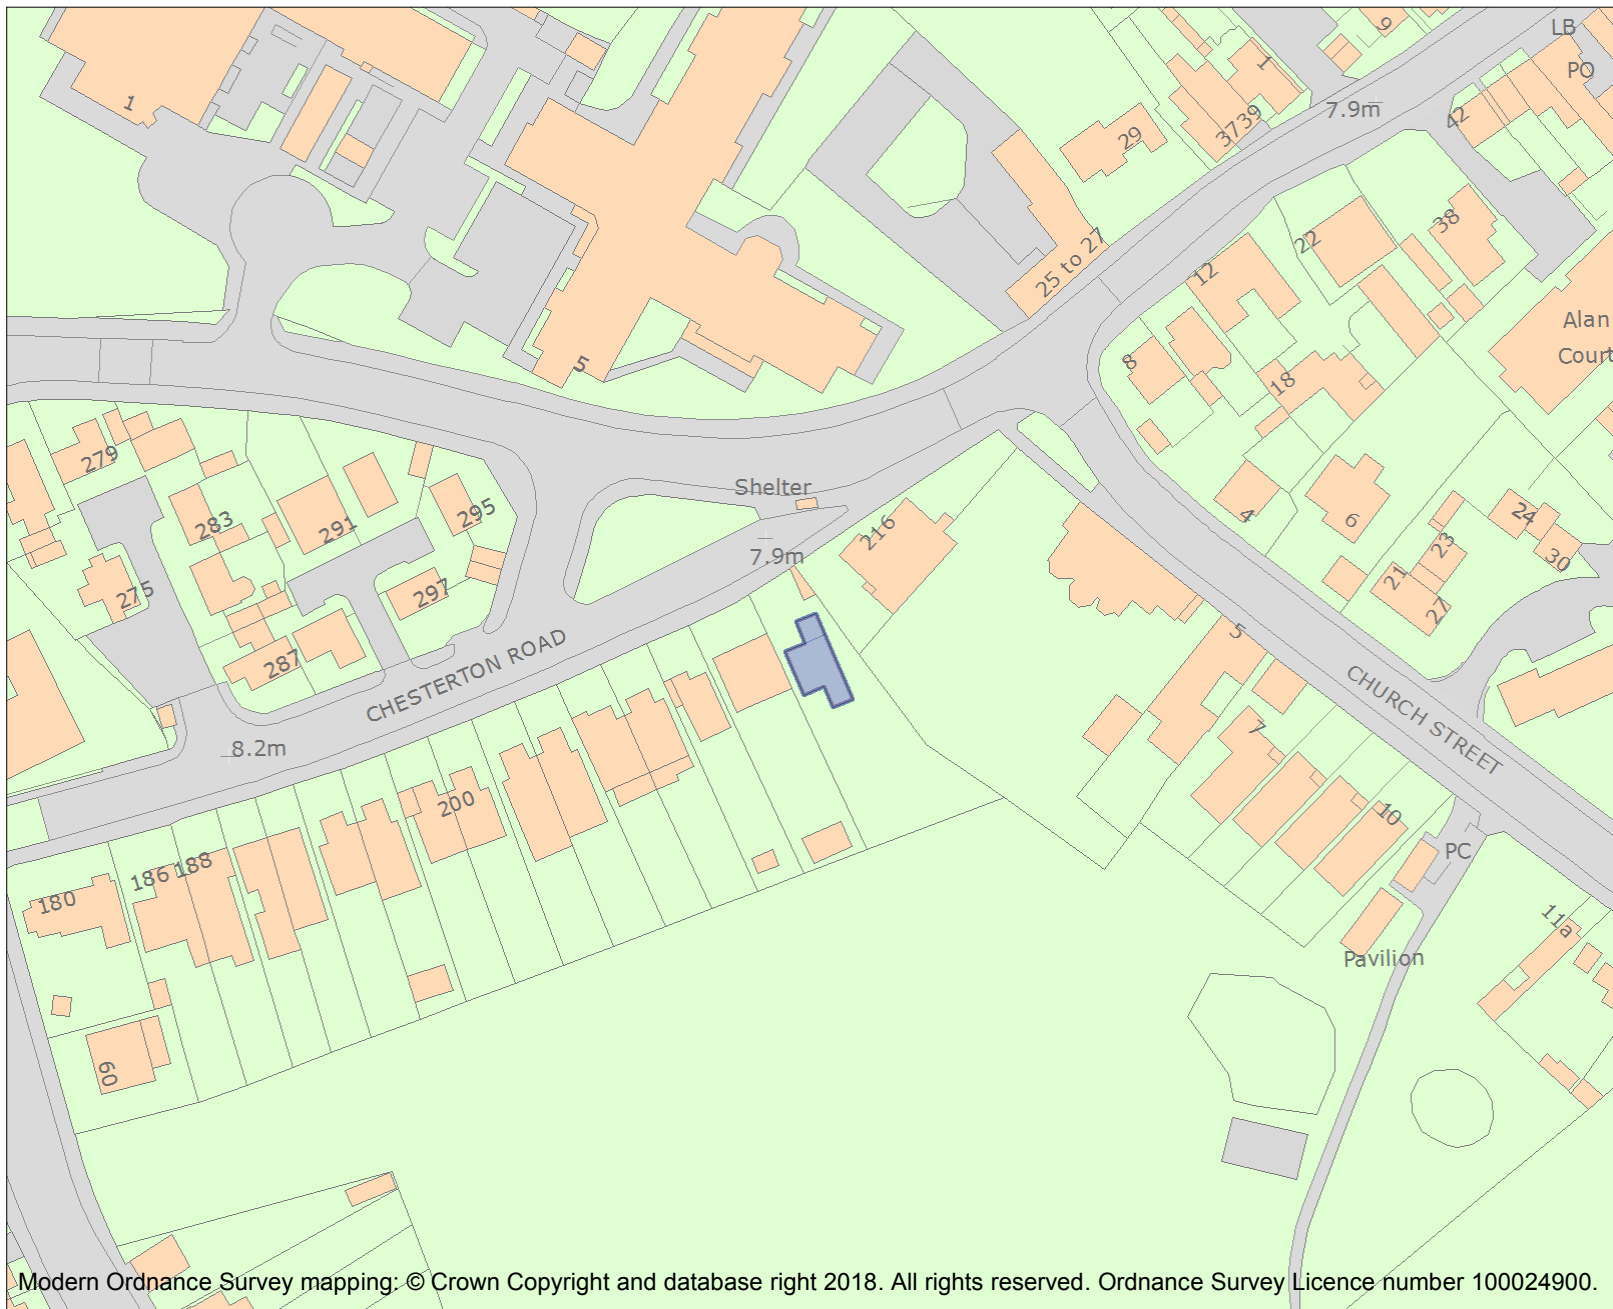 LB
PO
1
9
1
7.9m
42
3739
29
38
22
25 to 27
12
Alan
Court
8
18
5
279
Shelter
295
283
291
216
4
6
24
7.9m
23
30
275
297
21
27
CHESTERTON ROAD
5
287
CHURCH STREET
8.2m
7
200
10
PC
186 188
180
11a
Pavilion
60
Modern Ordnance Survey mapping: © Crown Copyright and database right 2018. All rights reserved. Ordnance Survey Licence number 100024900.